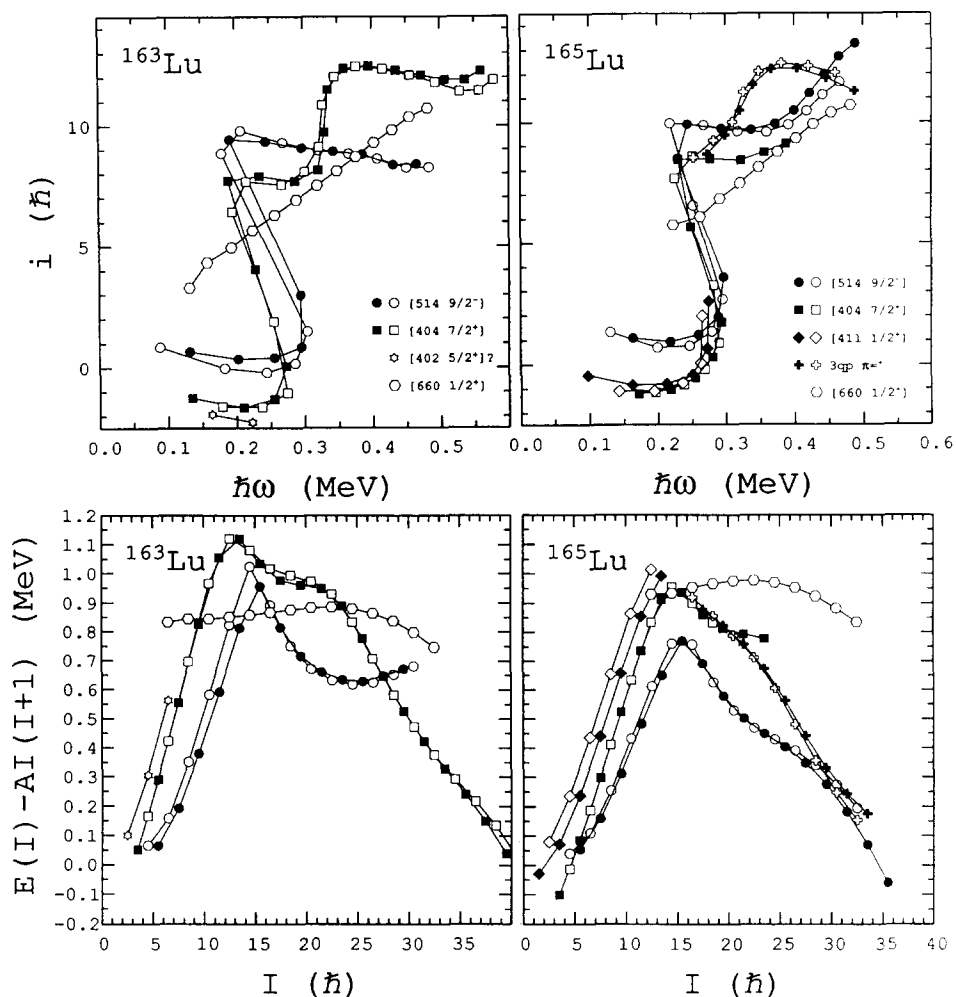 163Lu
165Lu
10
5
0
i (ħ)
[514 9/2⁻]
[404 7/2⁺]
[402 5/2⁺]?
[660 1/2⁺]
[514 9/2⁻]
[404 7/2⁺]
[411 1/2⁺]
3qp π=⁺
[660 1/2⁺]
0.0 0.1 0.2 0.3 0.4 0.5
0.0 0.1 0.2 0.3 0.4 0.5 0.6
ħω (MeV)
ħω (MeV)
163Lu
165Lu
1.2
1.1
1.0
0.9
0.8
0.7
0.6
0.5
0.4
0.3
0.2
0.1
0.0
-0.1
-0.2
E(I)-AI(I+1) (MeV)
0 5 10 15 20 25 30 35
0 5 10 15 20 25 30 35 40
I (ħ)
I (ħ)